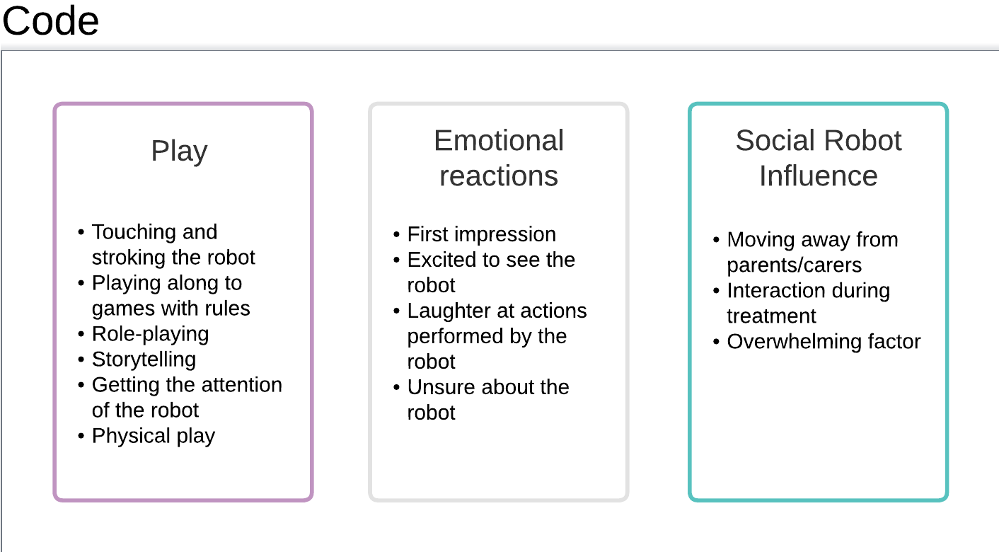 Code
Play
• Touching and
stroking the robot
• Playing along to
games with rules
• Role-playing
• Storytelling
• Getting the attention
of the robot
• Physical play
Emotional
reactions
• First impression
• Excited to see the
robot
• Laughter at actions
performed by the
robot
• Unsure about the
robot
Social Robot
Influence
• Moving away from
parents/carers
• Interaction during
treatment
• Overwhelming factor